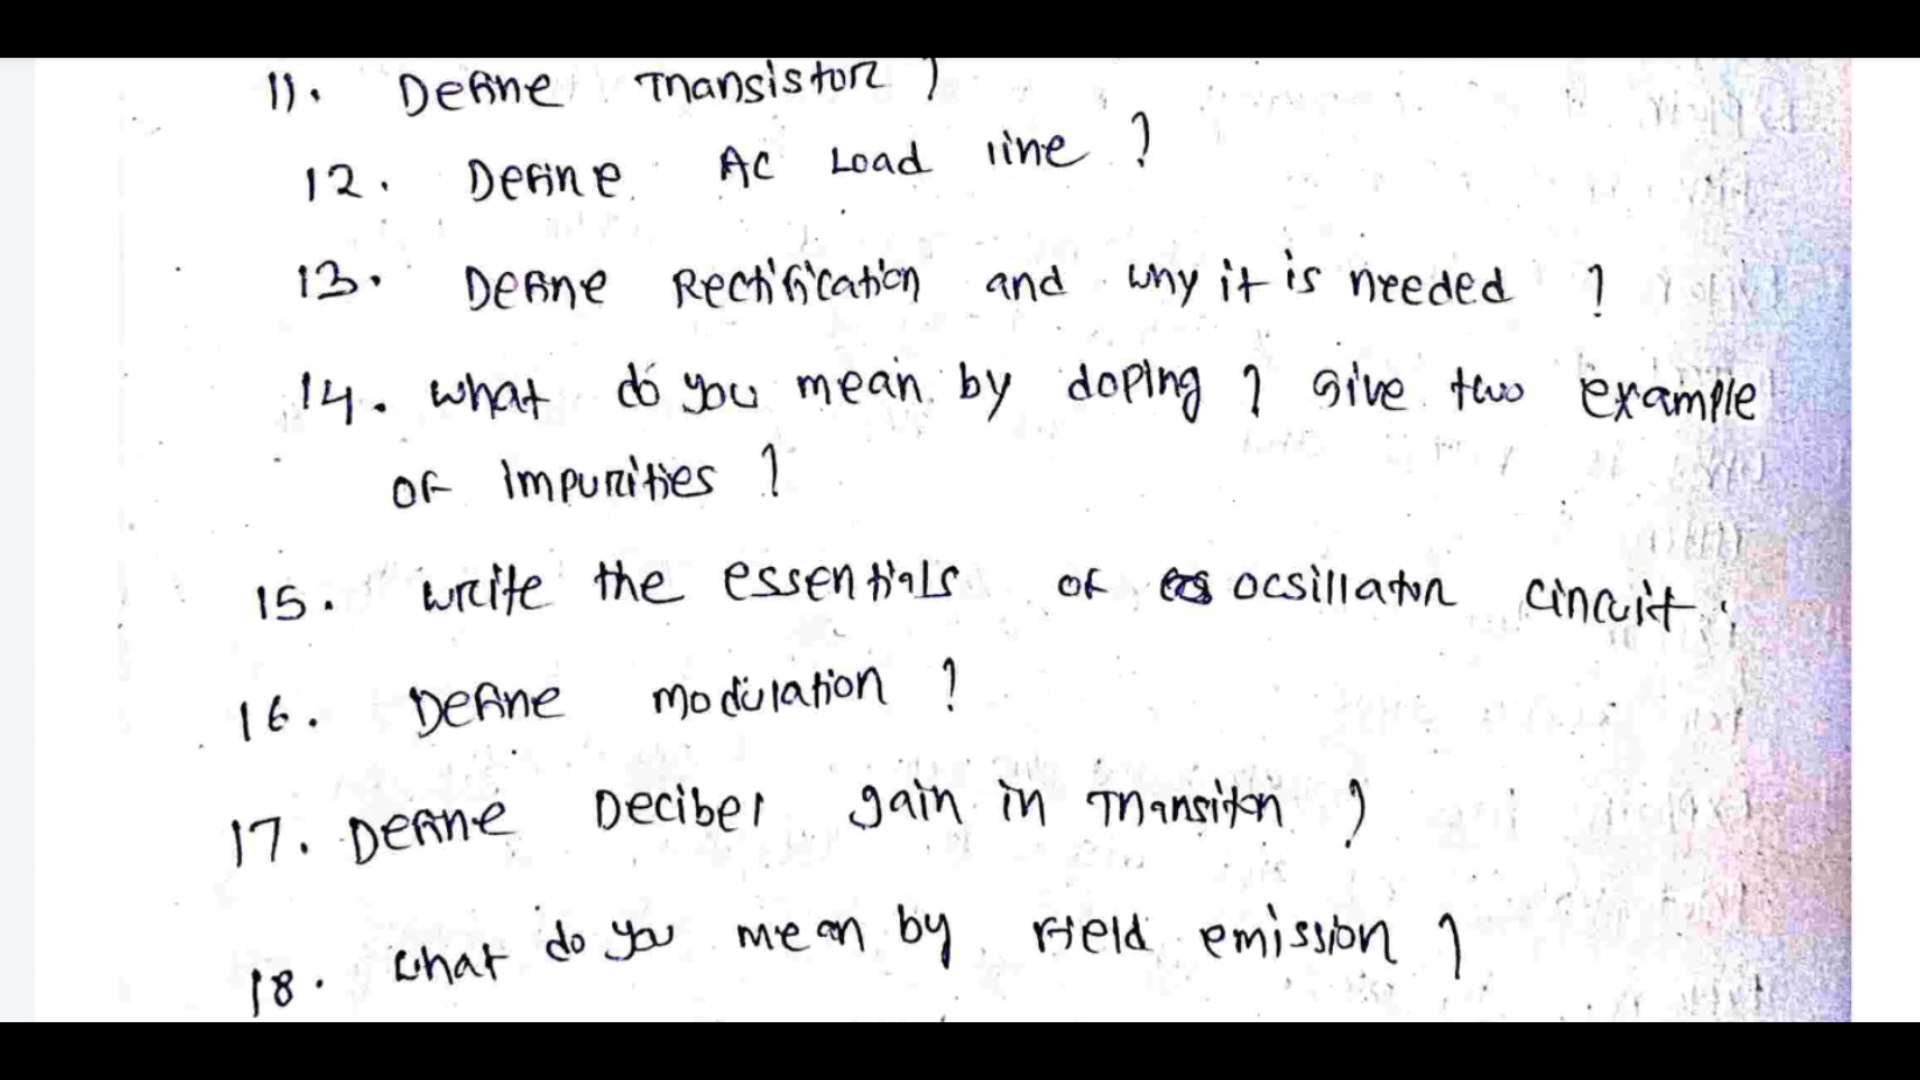 11. Define Transistor ?
12. Define AC Load line ?
13. Define Rectification and why it is needed ?
14. What do you mean by doping ? Give two example
of impurities ?
15. Write the essentials of ocsillator circuit.
16. Define modulation ?
17. Define Decibel gain in Transitor ?
18. What do you mean by Field emission ?